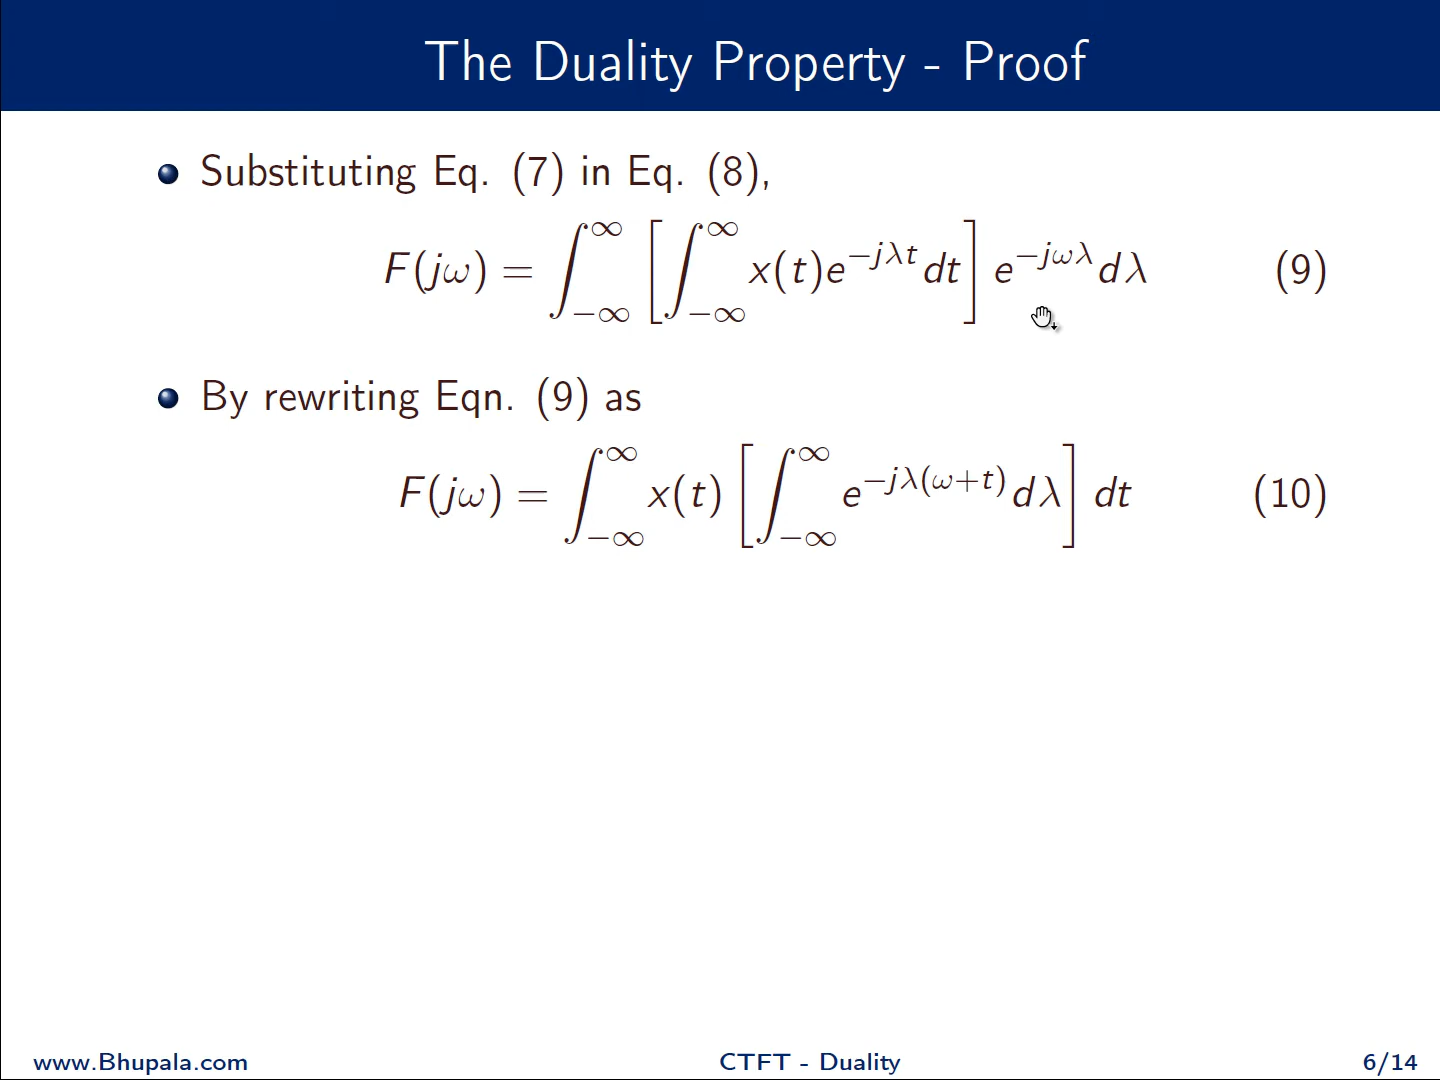 The Duality Property - Proof
Substituting Eq. (7) in Eq. (8),
F(jω) = ∫_{−∞}^{∞} [ ∫_{−∞}^{∞} x(t)e^{−jλt} dt ] e^{−jωλ} dλ (9)
By rewriting Eqn. (9) as
F(jω) = ∫_{−∞}^{∞} x(t) [ ∫_{−∞}^{∞} e^{−jλ(ω+t)} dλ ] dt (10)
www.Bhupala.com CTFT - Duality 6/14